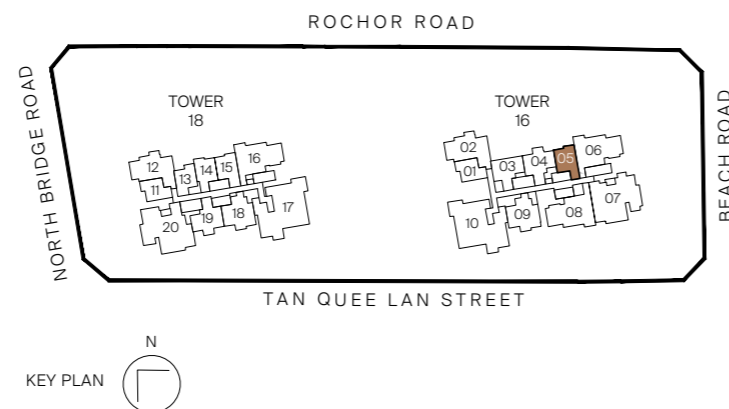 ROCHOR ROAD
NORTH BRIDGE ROAD
BEACH ROAD
TOWER
18
TOWER
16
12
11
13
14
15
16
17
18
19
20
02
01
03
04
05
06
07
08
09
10
TAN QUEE LAN STREET
N
KEY PLAN